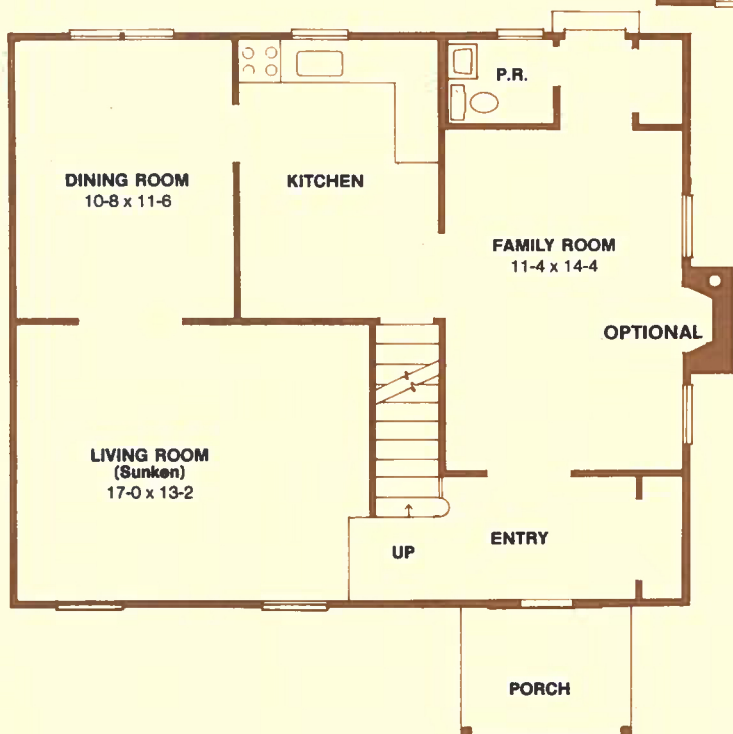 P.R.
DINING ROOM
10-8 x 11-6
KITCHEN
FAMILY ROOM
11-4 x 14-4
OPTIONAL
LIVING ROOM
(Sunken)
17-0 x 13-2
UP
ENTRY
PORCH